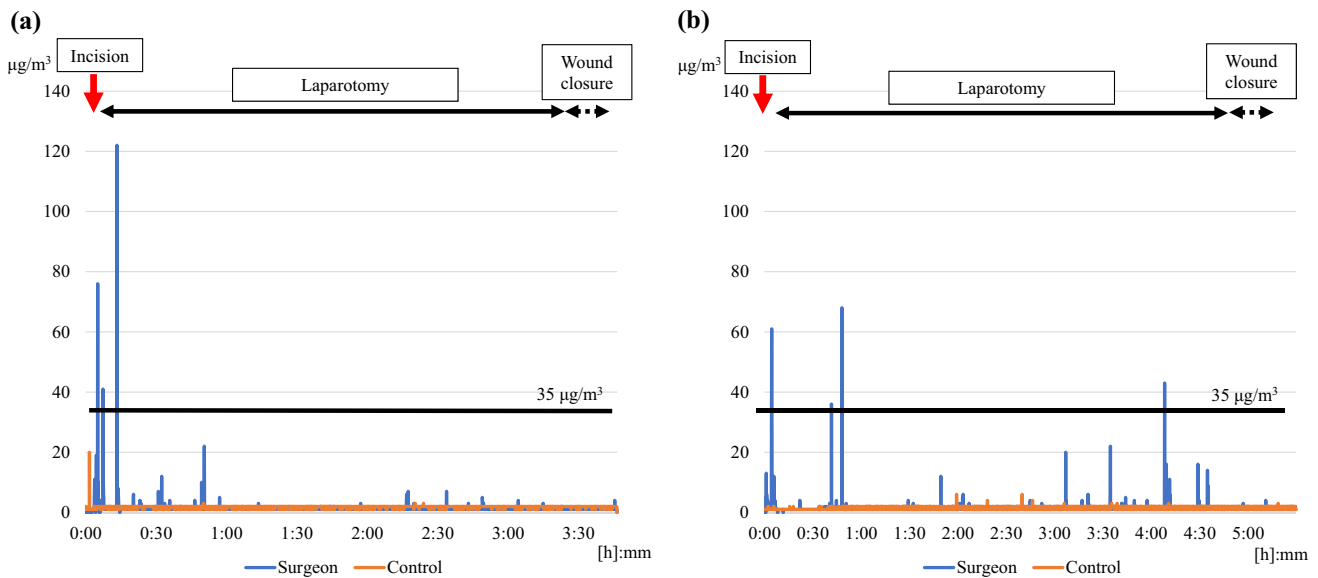 (a)
Incision
µg/m³
Laparotomy
Wound
closure
140
120
100
80
60
40
20
0
35 µg/m³
0:00 0:30 1:00 1:30 2:00 2:30 3:00 3:30
[h]:mm
Surgeon Control
(b)
Incision
µg/m³
Laparotomy
Wound
closure
140
120
100
80
60
40
20
0
35 µg/m³
0:00 0:30 1:00 1:30 2:00 2:30 3:00 3:30 4:00 4:30 5:00
[h]:mm
Surgeon Control